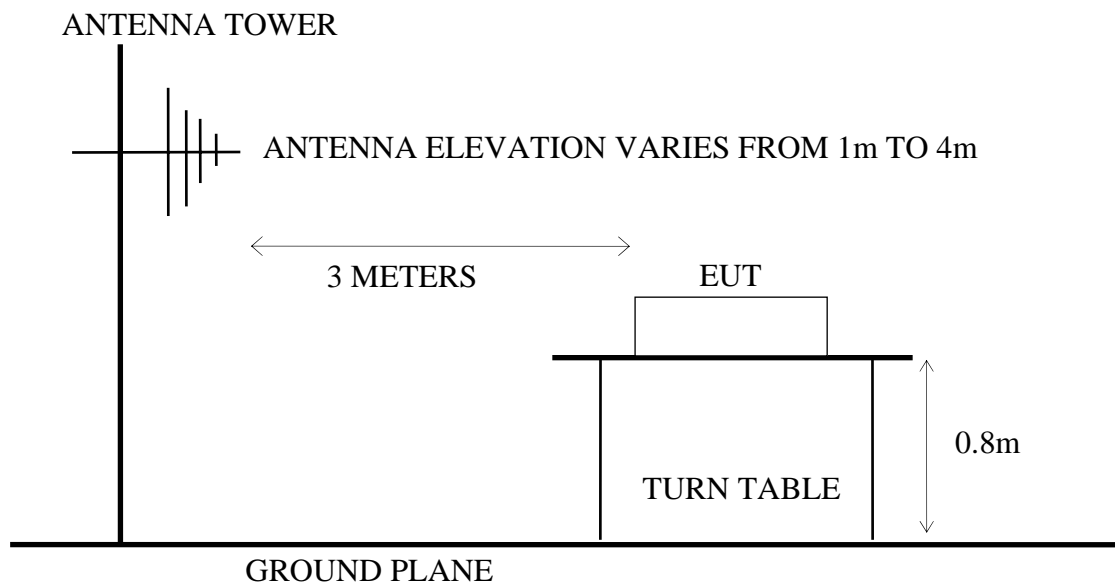 ANTENNA TOWER
ANTENNA ELEVATION VARIES FROM 1m TO 4m
3 METERS
EUT
0.8m
TURN TABLE
GROUND PLANE